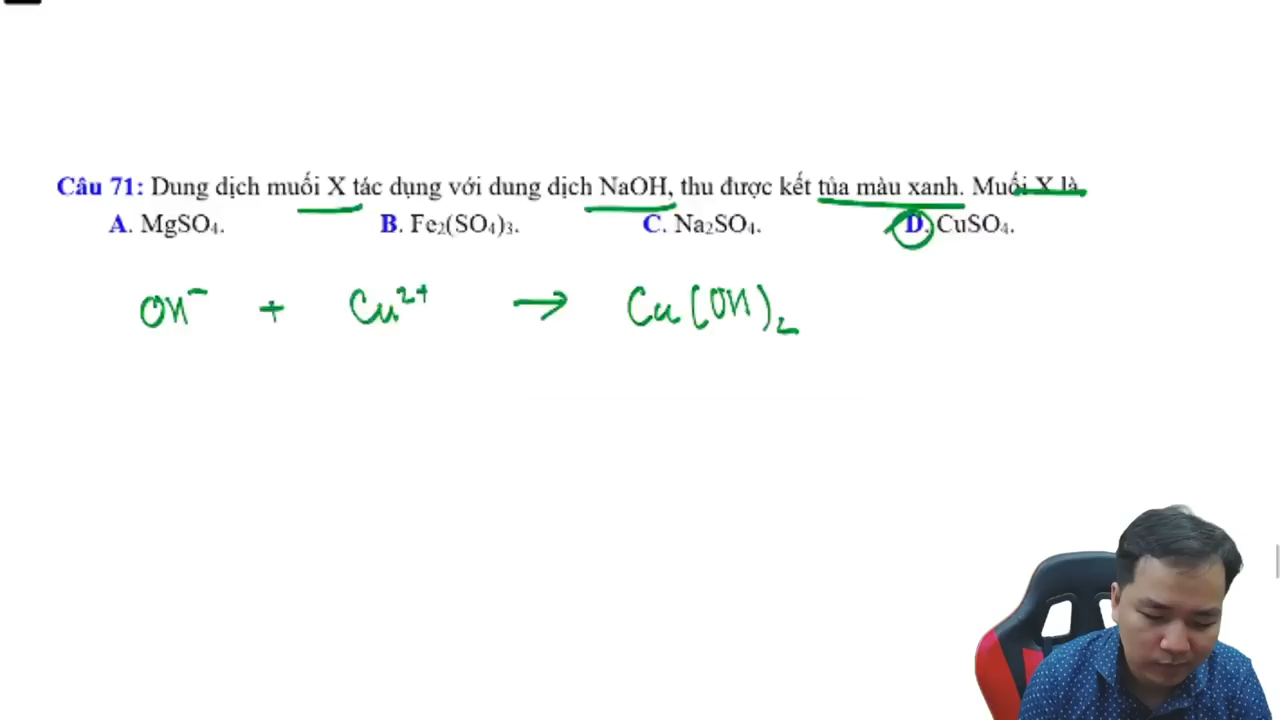 Câu 71: Dung dịch muối X tác dụng với dung dịch NaOH, thu được kết tủa màu xanh. Muối X là
A. MgSO₄. B. Fe₂(SO₄)₃. C. Na₂SO₄. D. CuSO₄.
OH⁻ + Cu²⁺ → Cu(OH)₂